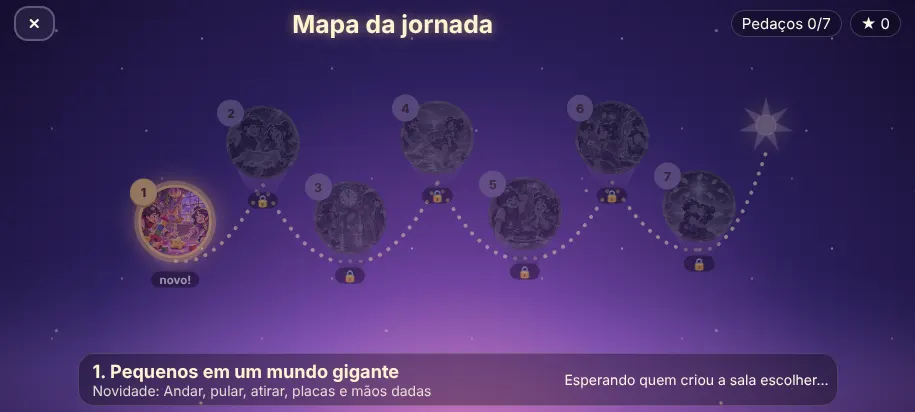 ×
Mapa da jornada
Pedaços 0/7
★ 0
1
novo!
2
3
4
5
6
7
1. Pequenos em um mundo gigante
Novidade: Andar, pular, atirar, placas e mãos dadas
Esperando quem criou a sala escolher...